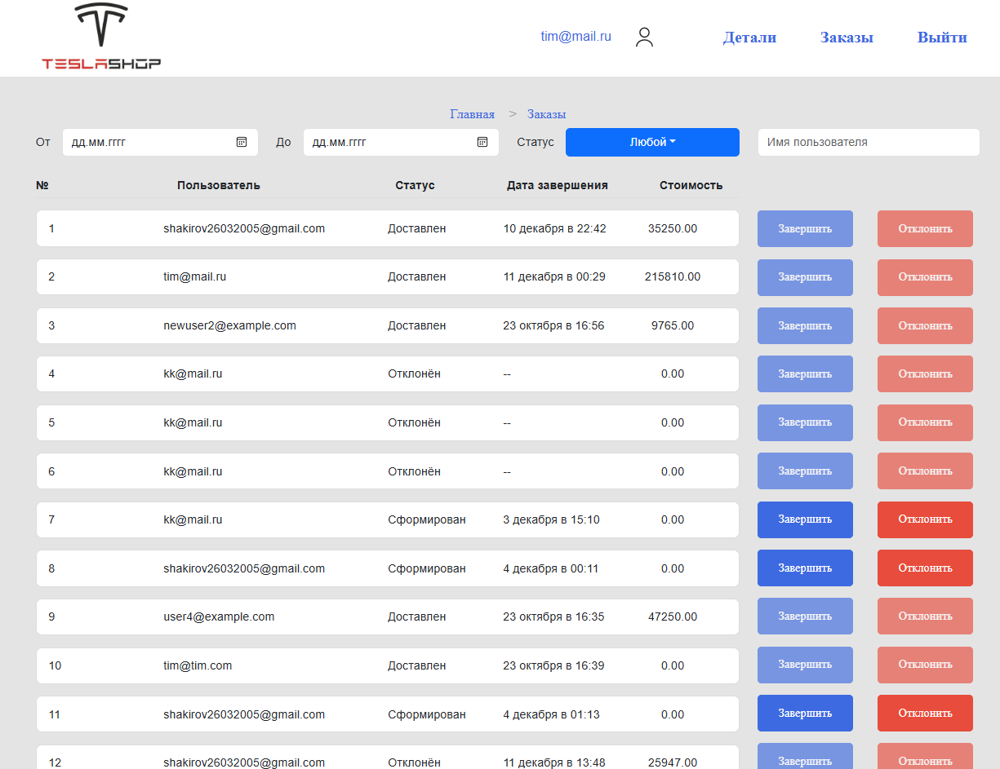 tim@mail.ru Детали Заказы Выйти
TESLASHOP
Главная > Заказы
От дд.мм.гггг До дд.мм.гггг Статус Любой Имя пользователя
№ Пользователь Статус Дата завершения Стоимость
1 shakirov26032005@gmail.com Доставлен 10 декабря в 22:42 35250.00 Завершить Отклонить
2 tim@mail.ru Доставлен 11 декабря в 00:29 215810.00 Завершить Отклонить
3 newuser2@example.com Доставлен 23 октября в 16:56 9765.00 Завершить Отклонить
4 kk@mail.ru Отклонён -- 0.00 Завершить Отклонить
5 kk@mail.ru Отклонён -- 0.00 Завершить Отклонить
6 kk@mail.ru Отклонён -- 0.00 Завершить Отклонить
7 kk@mail.ru Сформирован 3 декабря в 15:10 0.00 Завершить Отклонить
8 shakirov26032005@gmail.com Сформирован 4 декабря в 00:11 0.00 Завершить Отклонить
9 user4@example.com Доставлен 23 октября в 16:35 47250.00 Завершить Отклонить
10 tim@tim.com Доставлен 23 октября в 16:39 0.00 Завершить Отклонить
11 shakirov26032005@gmail.com Сформирован 4 декабря в 01:13 0.00 Завершить Отклонить
12 shakirov26032005@gmail.com Отклонён 11 декабря в 13:48 25947.00 Завершить Отклонить